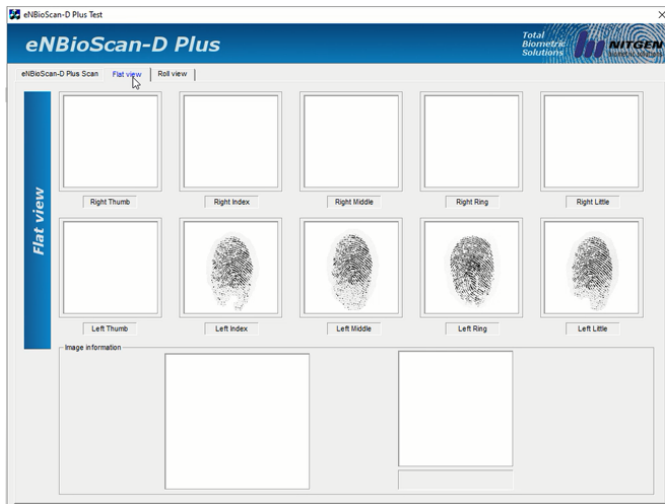 eNBioScan-D Plus Test
eNBioScan-D Plus
Total
Biometric
Solutions
NITGEN
eNBioScan-D Plus Scan
Flat view
Roll view
Flat view
Right Thumb
Right Index
Right Middle
Right Ring
Right Little
Left Thumb
Left Index
Left Middle
Left Ring
Left Little
Image information